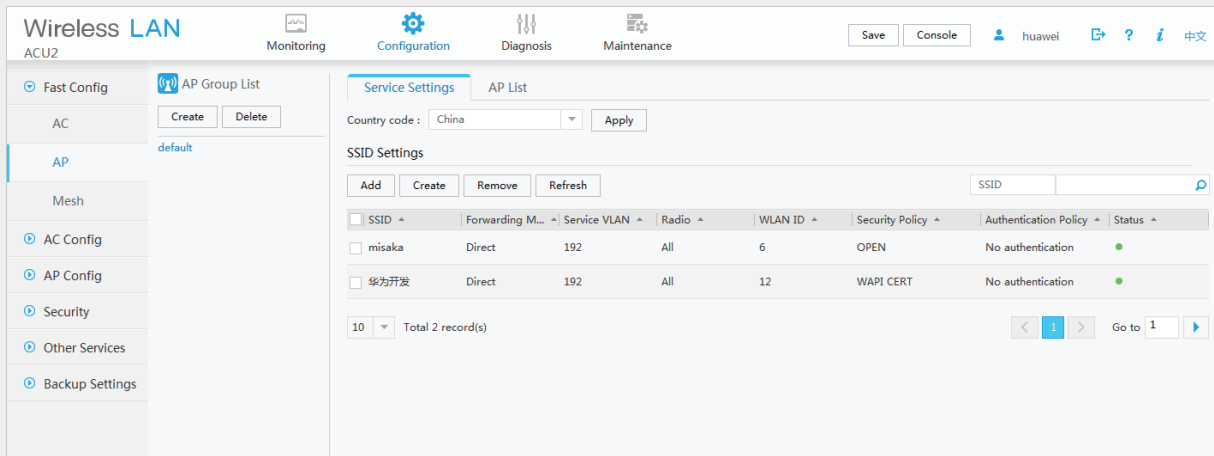 Wireless LAN
ACU2
Monitoring
Configuration
Diagnosis
Maintenance
Save
Console
huawei
?
i
中文
Fast Config
AC
AP
Mesh
AC Config
AP Config
Security
Other Services
Backup Settings
AP Group List
Create
Delete
default
Service Settings
AP List
Country code : China
Apply
SSID Settings
Add
Create
Remove
Refresh
SSID
SSID Forwarding M... Service VLAN Radio WLAN ID Security Policy Authentication Policy Status
misaka Direct 192 All 6 OPEN No authentication
华为开发 Direct 192 All 12 WAPI CERT No authentication
10 Total 2 record(s)
1
Go to 1